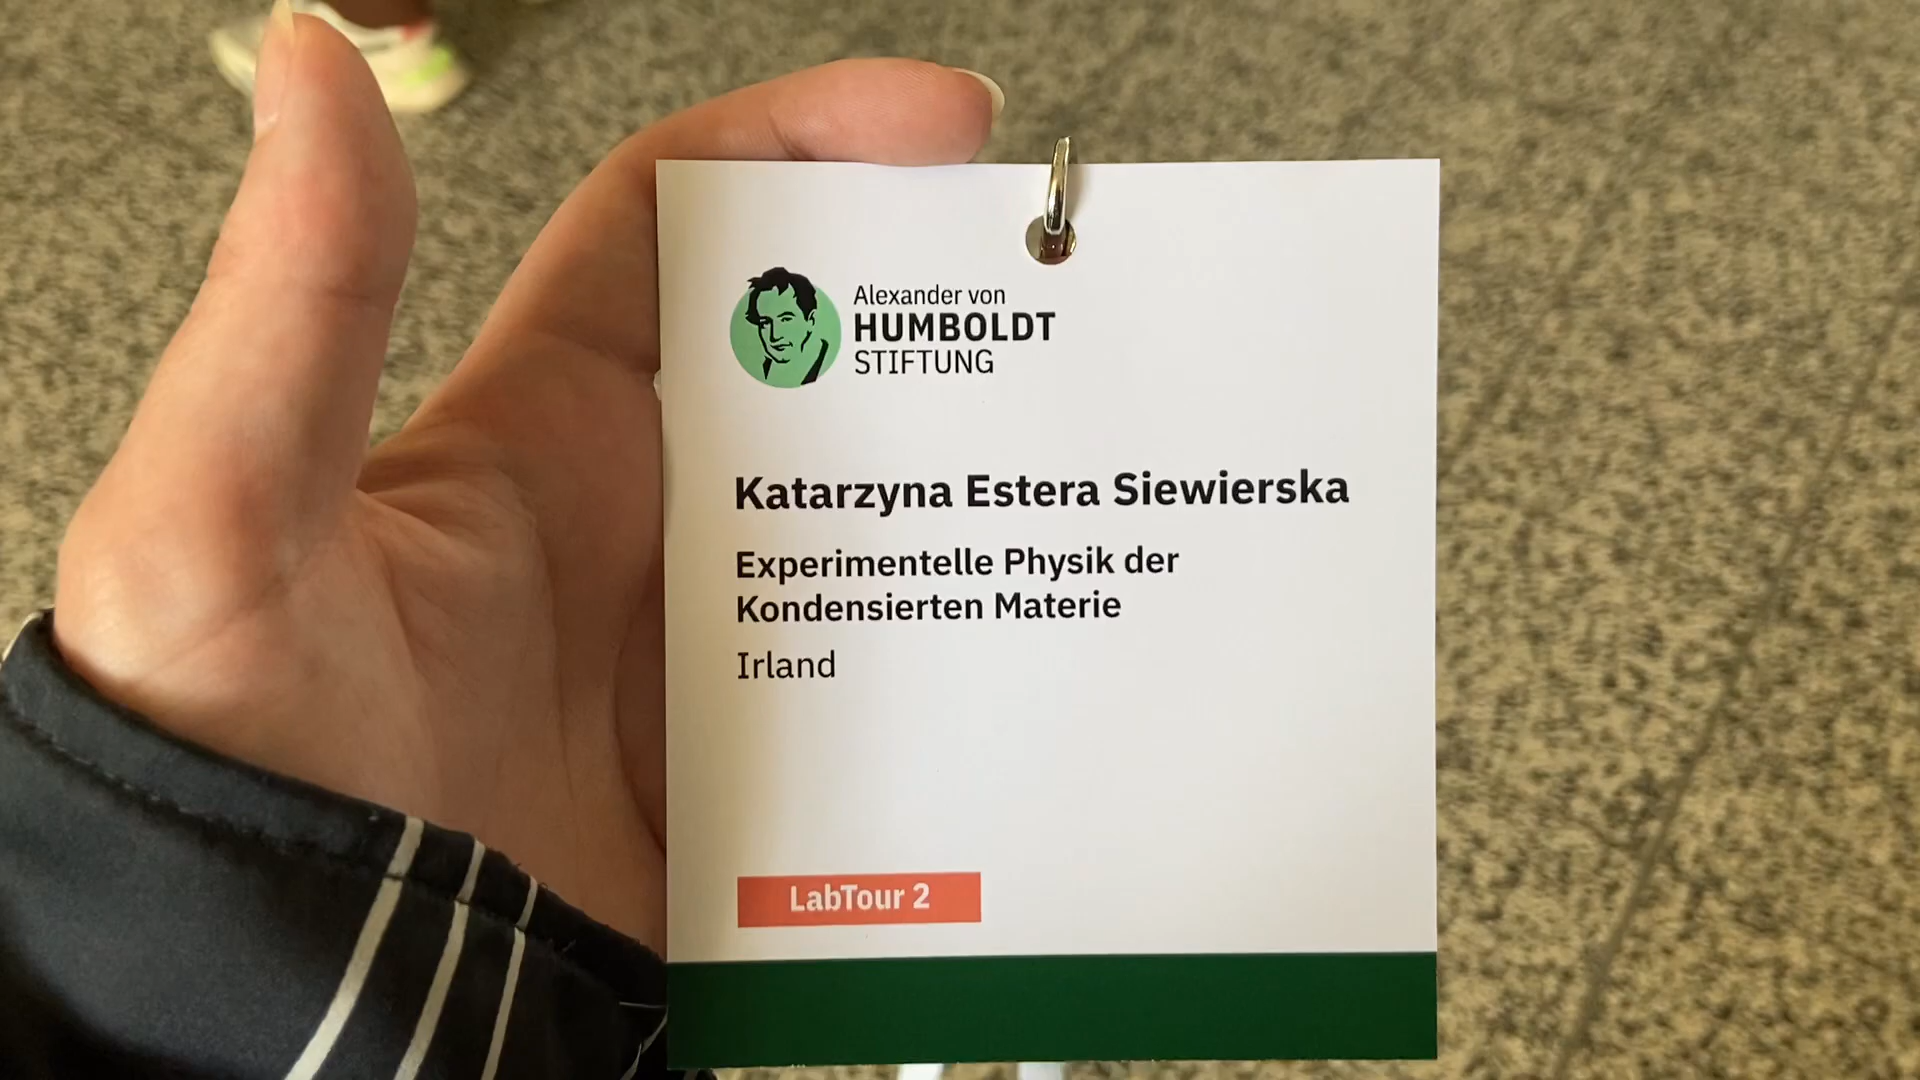 Alexander von
HUMBOLDT
STIFTUNG
Katarzyna Estera Siewierska
Experimentelle Physik der
Kondensierten Materie
Irland
LabTour 2